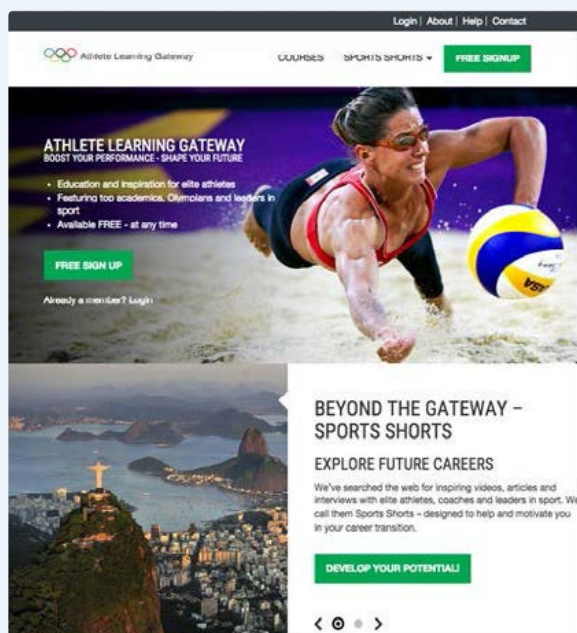 Login | About | Help | Contact
Athlete Learning Gateway
COURSES SPORTS SHORTS FREE SIGNUP
ATHLETE LEARNING GATEWAY
BOOST YOUR PERFORMANCE - SHAPE YOUR FUTURE
• Education and inspiration for elite athletes
• Featuring top academics, Olympians and leaders in
sport
• Available FREE - at any time
FREE SIGN UP
Already a member? Login
BEYOND THE GATEWAY –
SPORTS SHORTS
EXPLORE FUTURE CAREERS
We've searched the web for inspiring videos, articles and
interviews with elite athletes, coaches and leaders in sport. We
call them Sports Shorts – designed to help and motivate you
in your career transition.
DEVELOP YOUR POTENTIAL!